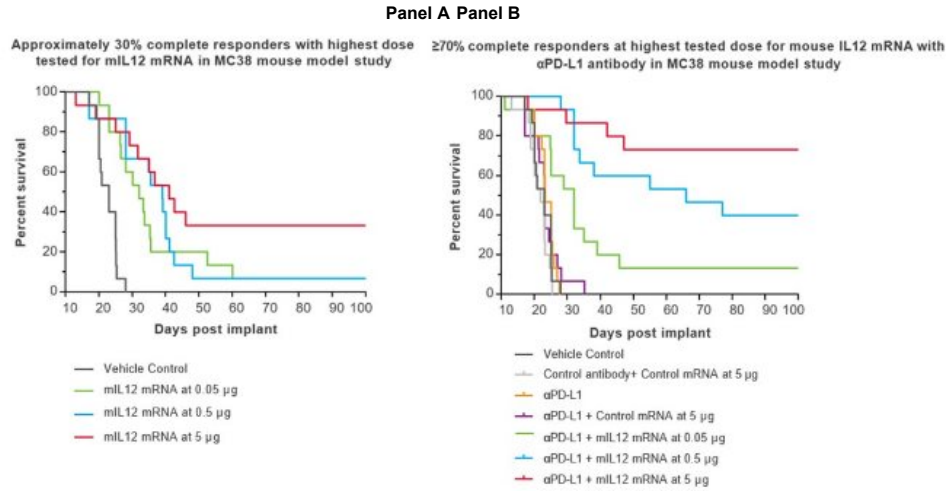 Panel A Panel B
Approximately 30% complete responders with highest dose
tested for mIL12 mRNA in MC38 mouse model study
100
80
60
40
20
0
Percent survival
10 20 30 40 50 60 70 80 90 100
Days post implant
Vehicle Control
mIL12 mRNA at 0.05 µg
mIL12 mRNA at 0.5 µg
mIL12 mRNA at 5 µg
≥70% complete responders at highest tested dose for mouse IL12 mRNA with
αPD-L1 antibody in MC38 mouse model study
100
80
60
40
20
0
Percent survival
10 20 30 40 50 60 70 80 90 100
Days post implant
Vehicle Control
Control antibody+ Control mRNA at 5 µg
αPD-L1
αPD-L1 + Control mRNA at 5 µg
αPD-L1 + mIL12 mRNA at 0.05 µg
αPD-L1 + mIL12 mRNA at 0.5 µg
αPD-L1 + mIL12 mRNA at 5 µg